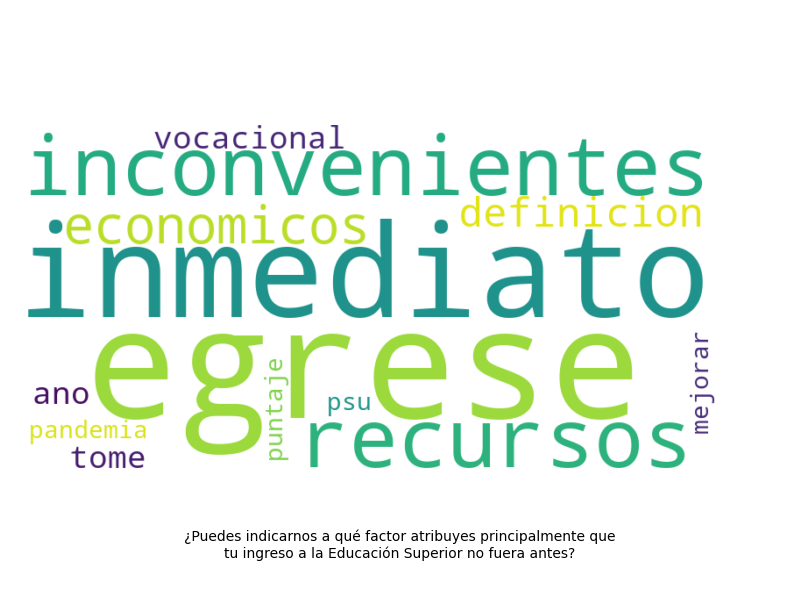 vocacional
inconvenientes
economicos
definicion
inmediato
egrese
mejorar
ano
puntaje
psu
pandemia
recursos
tome
¿Puedes indicarnos a qué factor atribuyes principalmente que
tu ingreso a la Educación Superior no fuera antes?